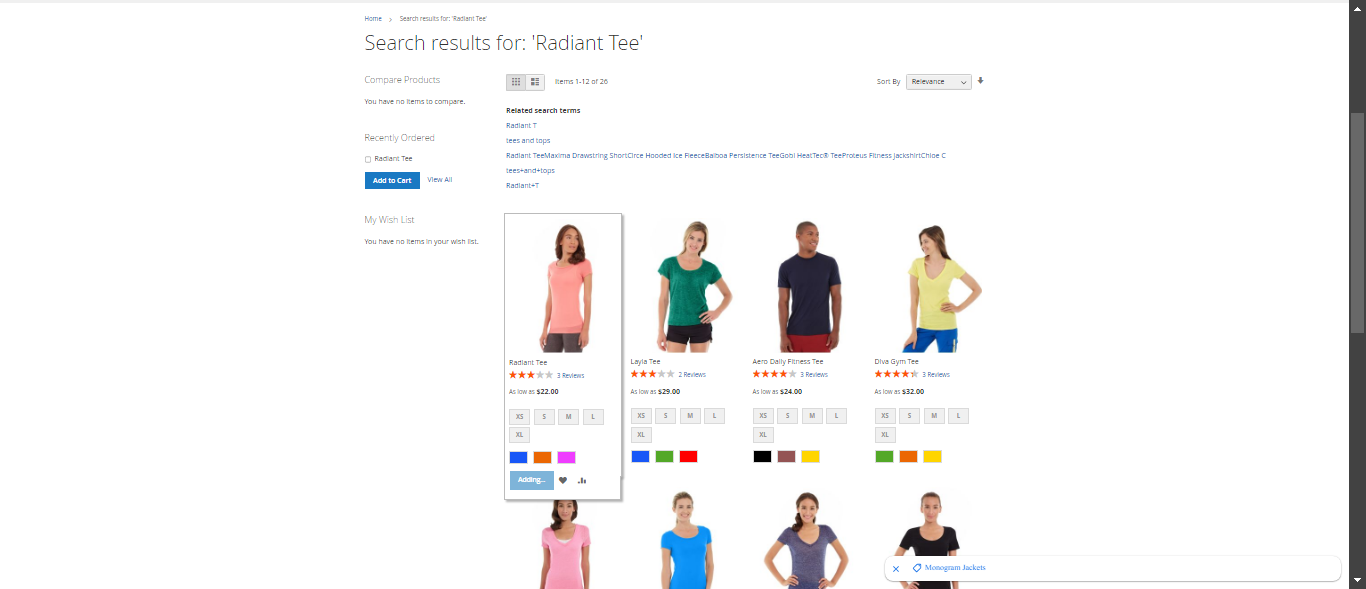 Home > Search results for: 'Radiant Tee'
Search results for: 'Radiant Tee'
Compare Products
You have no items to compare.
Recently Ordered
Radiant Tee
Add to Cart View All
My Wish List
You have no items in your wish list.
Items 1-12 of 26
Sort By Relevance
Related search terms
Radiant T
tees and tops
Radiant TeeMaxima Drawstring ShortCirce Hooded Ice FleeceBalboa Persistence TeeGobi HeatTec® TeeProteus Fitness JackshirtChloe C
tees+and+tops
Radiant+T
Radiant Tee
3 Reviews
As low as $22.00
XS S M L
XL
Adding...
Layla Tee
2 Reviews
As low as $29.00
XS S M L
XL
Aero Daily Fitness Tee
3 Reviews
As low as $24.00
XS S M L
XL
Diva Gym Tee
3 Reviews
As low as $32.00
XS S M L
XL
Monogram Jackets